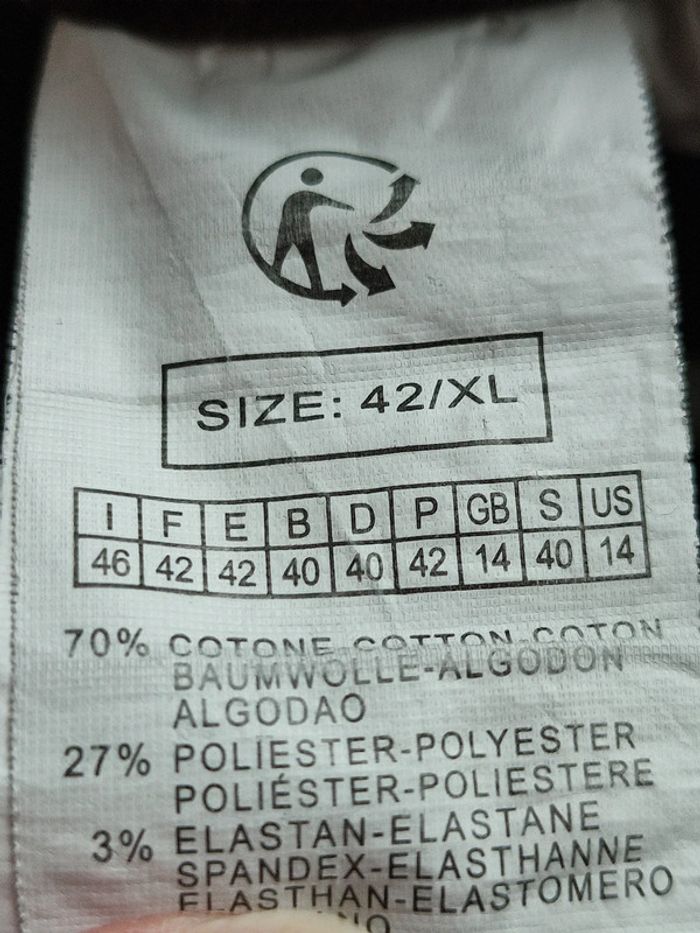 SIZE: 42/XL
I F E B D P GB S US
46 42 42 40 40 42 14 40 14
70% COTONE-COTTON-COTON
BAUMWOLLE-ALGODON
ALGODAO
27% POLIESTER-POLYESTER
POLIÉSTER-POLIESTERE
3% ELASTAN-ELASTANE
SPANDEX-ELASTHANNE
ELASTHAN-ELASTOMERO